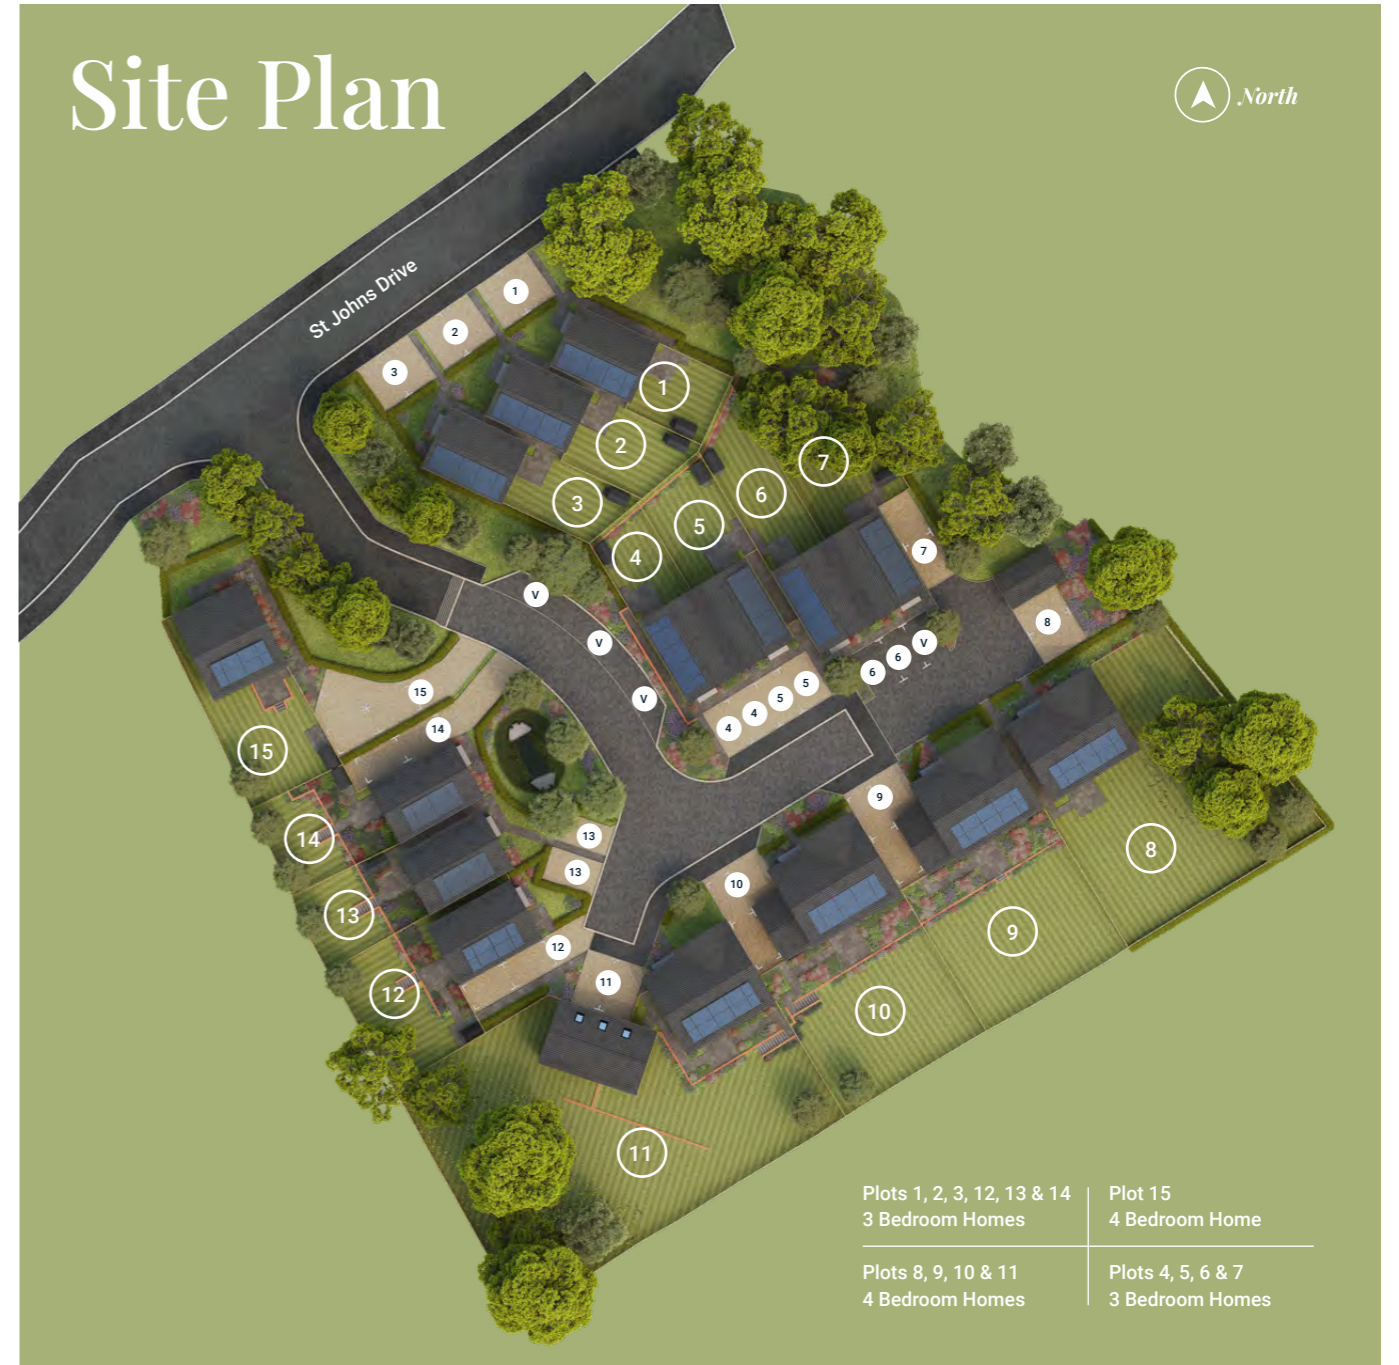 Site Plan
North
St Johns Drive
1
2
3
1
2
3
7
6
5
4
7
V
8
V
V
6
6
V
5
5
4
4
15
14
15
9
14
13
13
8
10
13
9
12
12
11
10
11
Plots 1, 2, 3, 12, 13 & 14
3 Bedroom Homes
Plot 15
4 Bedroom Home
Plots 8, 9, 10 & 11
4 Bedroom Homes
Plots 4, 5, 6 & 7
3 Bedroom Homes